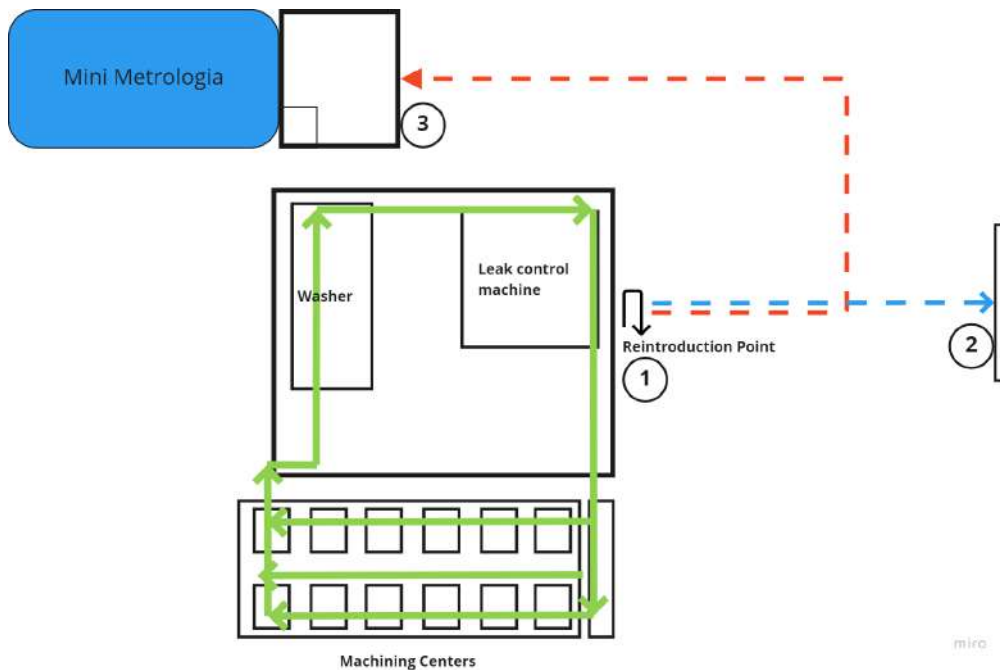 Mini Metrologia
3
Washer
Leak control
machine
Reintroduction Point
2
1
Machining Centers
miro